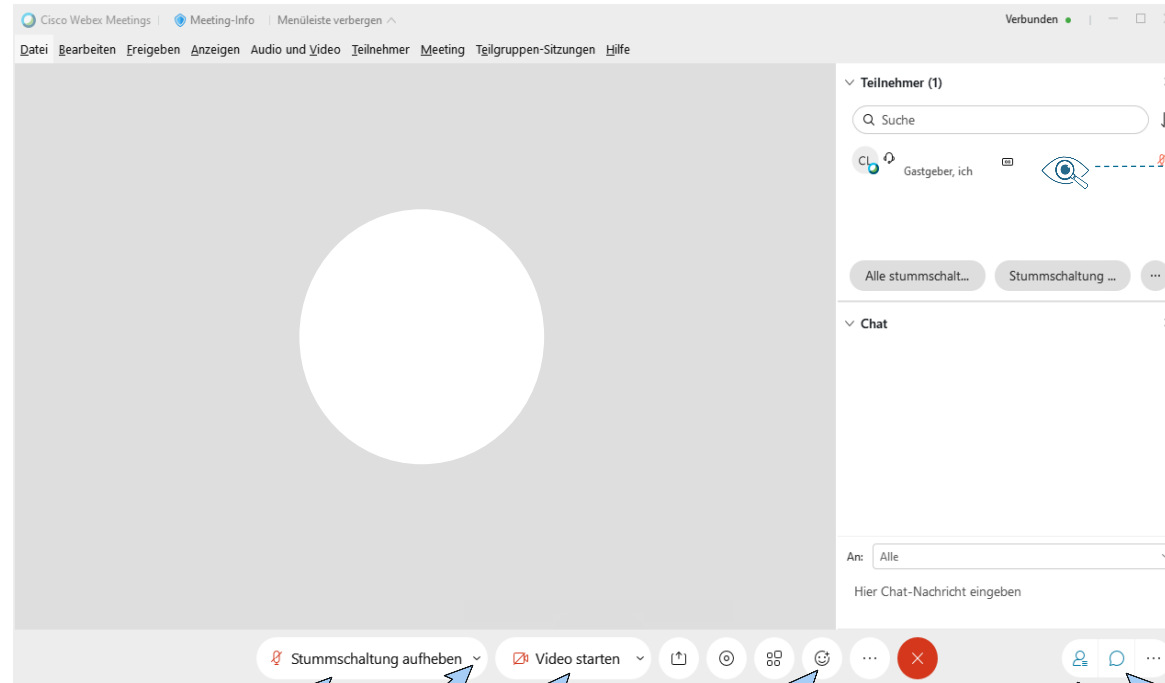 Cisco Webex Meetings Meeting-Info Menüleiste verbergen Verbunden
Datei Bearbeiten Freigeben Anzeigen Audio und Video Teilnehmer Meeting Teilgruppen-Sitzungen Hilfe
Teilnehmer (1)
Suche
CL
Gastgeber, ich
Alle stummschalt... Stummschaltung ...
Chat
An: Alle
Hier Chat-Nachricht eingeben
Stummschaltung aufheben Video starten